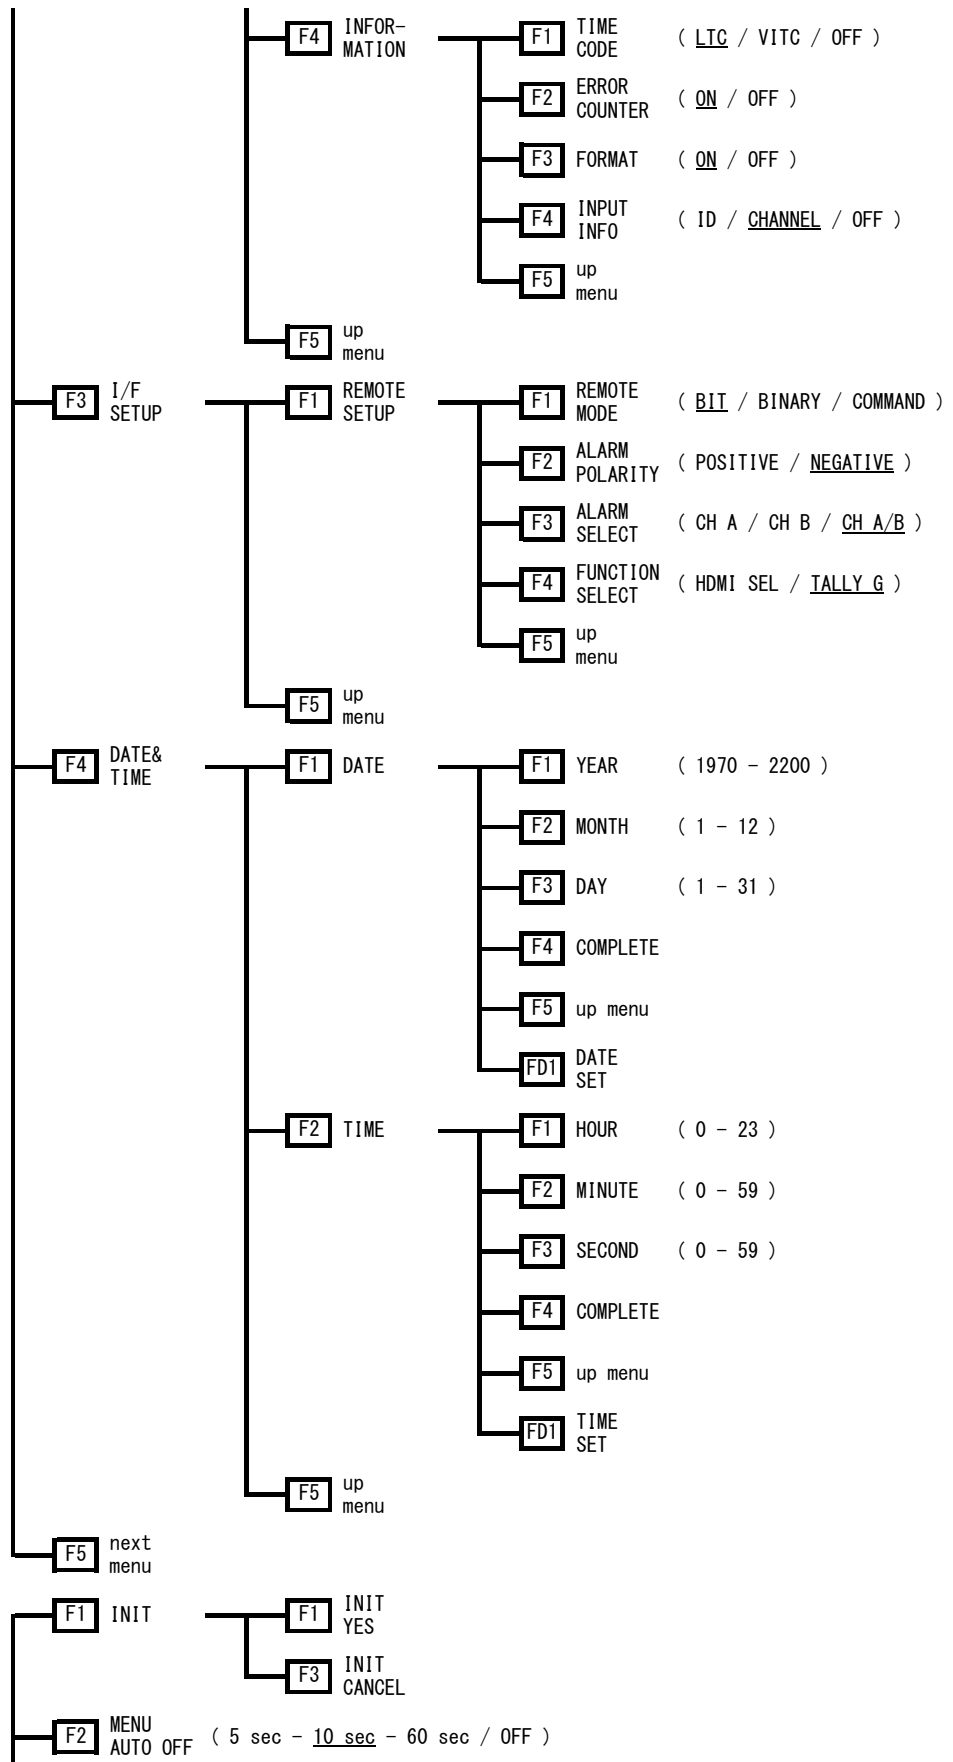 F4 INFOR-
MATION
F1 TIME
CODE ( LTC / VITC / OFF )
F2 ERROR
COUNTER ( ON / OFF )
F3 FORMAT ( ON / OFF )
F4 INPUT
INFO ( ID / CHANNEL / OFF )
F5 up
menu
F5 up
menu
F3 I/F
SETUP
F1 REMOTE
SETUP
F1 REMOTE
MODE ( BIT / BINARY / COMMAND )
F2 ALARM
POLARITY ( POSITIVE / NEGATIVE )
F3 ALARM
SELECT ( CH A / CH B / CH A/B )
F4 FUNCTION
SELECT ( HDMI SEL / TALLY G )
F5 up
menu
F5 up
menu
F4 DATE&
TIME
F1 DATE
F1 YEAR ( 1970 - 2200 )
F2 MONTH ( 1 - 12 )
F3 DAY ( 1 - 31 )
F4 COMPLETE
F5 up menu
FD1 DATE
SET
F2 TIME
F1 HOUR ( 0 - 23 )
F2 MINUTE ( 0 - 59 )
F3 SECOND ( 0 - 59 )
F4 COMPLETE
F5 up menu
FD1 TIME
SET
F5 up
menu
F5 next
menu
F1 INIT
F1 INIT
YES
F3 INIT
CANCEL
F2 MENU
AUTO OFF ( 5 sec - 10 sec - 60 sec / OFF )